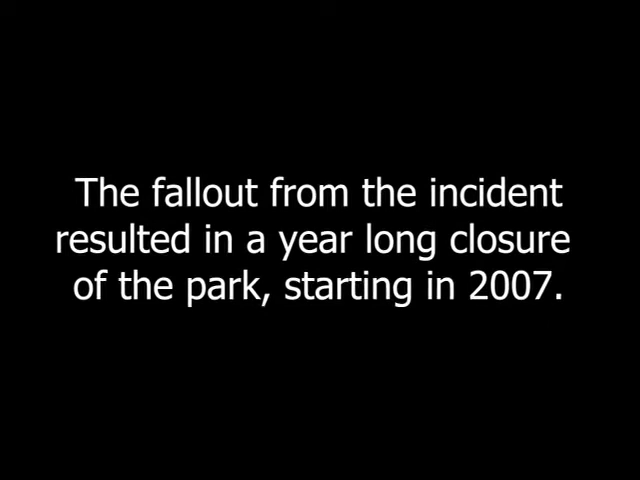 The fallout from the incident
resulted in a year long closure
of the park, starting in 2007.